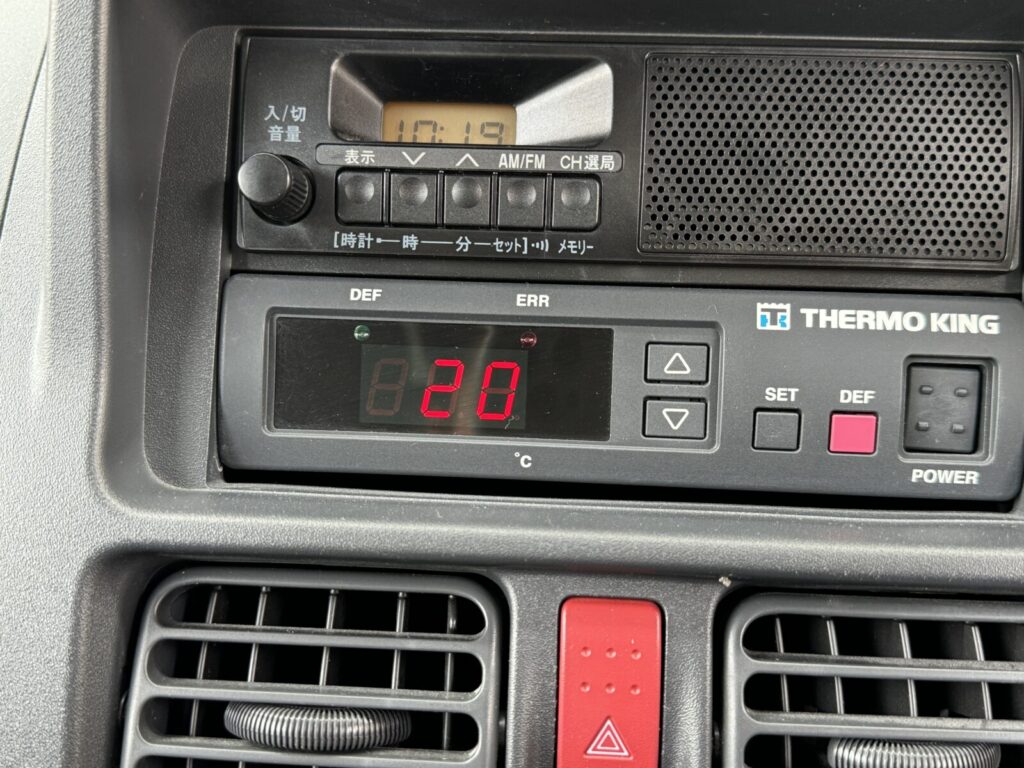 入/切
音量
10:19
表示 AM/FM CH選局
[時計 時 分 セット] メモリー
DEF ERR
THERMO KING
20
SET DEF
°C
POWER